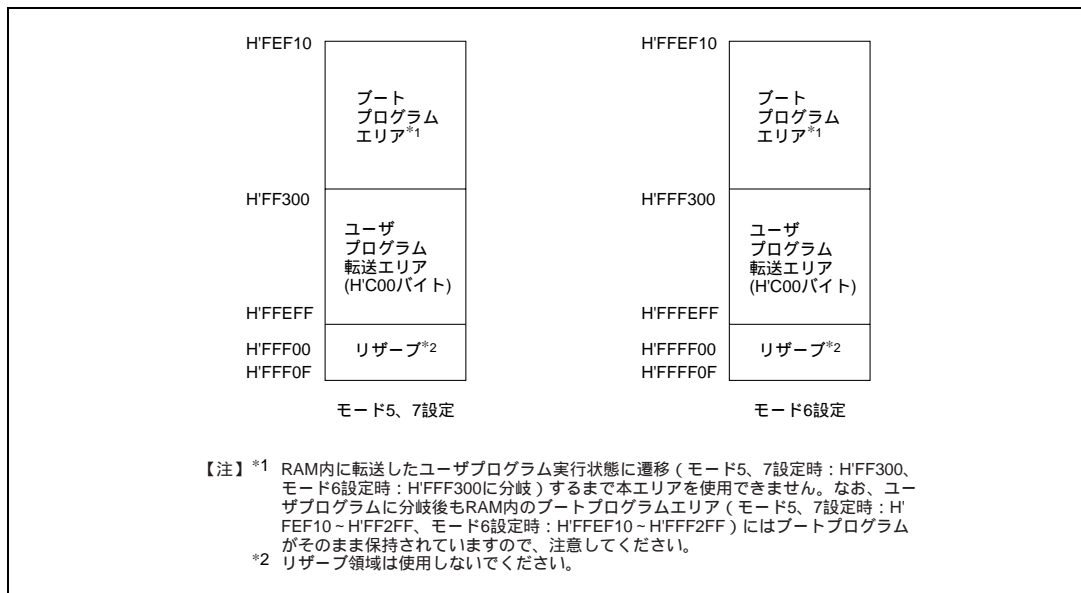 H'FEF10
ブート
プログラム
エリア*1
H'FF300
ユーザ
プログラム
転送エリア
(H'C00バイト)
H'FFEFF
H'FFF00
リザーブ*2
H'FFF0F
モード5、7設定
H'FFEF10
ブート
プログラム
エリア*1
H'FFF300
ユーザ
プログラム
転送エリア
(H'C00バイト)
H'FFFEFF
H'FFFF00
リザーブ*2
H'FFFF0F
モード6設定
【注】*1 RAM内に転送したユーザプログラム実行状態に遷移（モード5、7設定時：H'FF300、
モード6設定時：H'FFF300に分岐）するまで本エリアを使用できません。なお、ユー
ザプログラムに分岐後もRAM内のブートプログラムエリア（モード5、7設定時：H'
FEF10～H'FF2FF、モード6設定時：H'FFEF10～H'FFF2FF）にはブートプログラム
がそのまま保持されていますので、注意してください。
*2 リザーブ領域は使用しないでください。